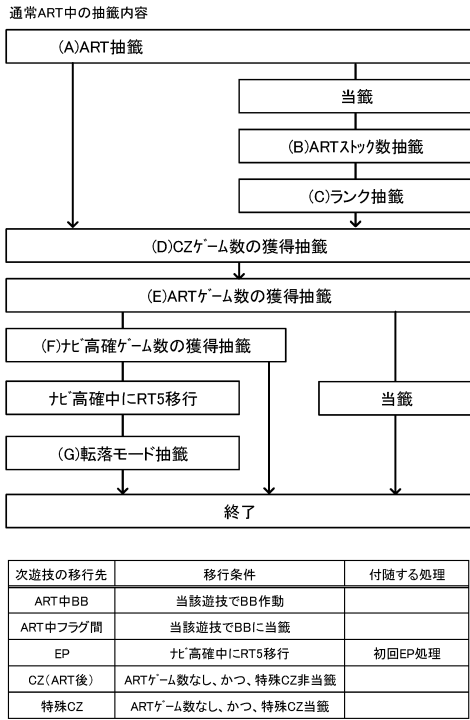 通常ART中の抽籤内容
(A)ART抽籤
当籤
(B)ARTｽﾄｯｸ数抽籤
(C)ランク抽籤
(D)CZｹﾞｰﾑ数の獲得抽籤
(E)ARTｹﾞｰﾑ数の獲得抽籤
(F)ﾅﾋﾞ高確ゲーム数の獲得抽籤
ﾅﾋﾞ高確中にRT5移行
当籤
(G)転落モード抽籤
終了
次遊技の移行先 移行条件 付随する処理
ART中BB 当該遊技でBB作動
ART中フラグ間 当該遊技でBBに当籤
EP ﾅﾋﾞ高確中にRT5移行 初回EP処理
CZ(ART後) ARTｹﾞｰﾑ数なし、かつ、特殊CZ非当籤
特殊CZ ARTｹﾞｰﾑ数なし、かつ、特殊CZ当籤